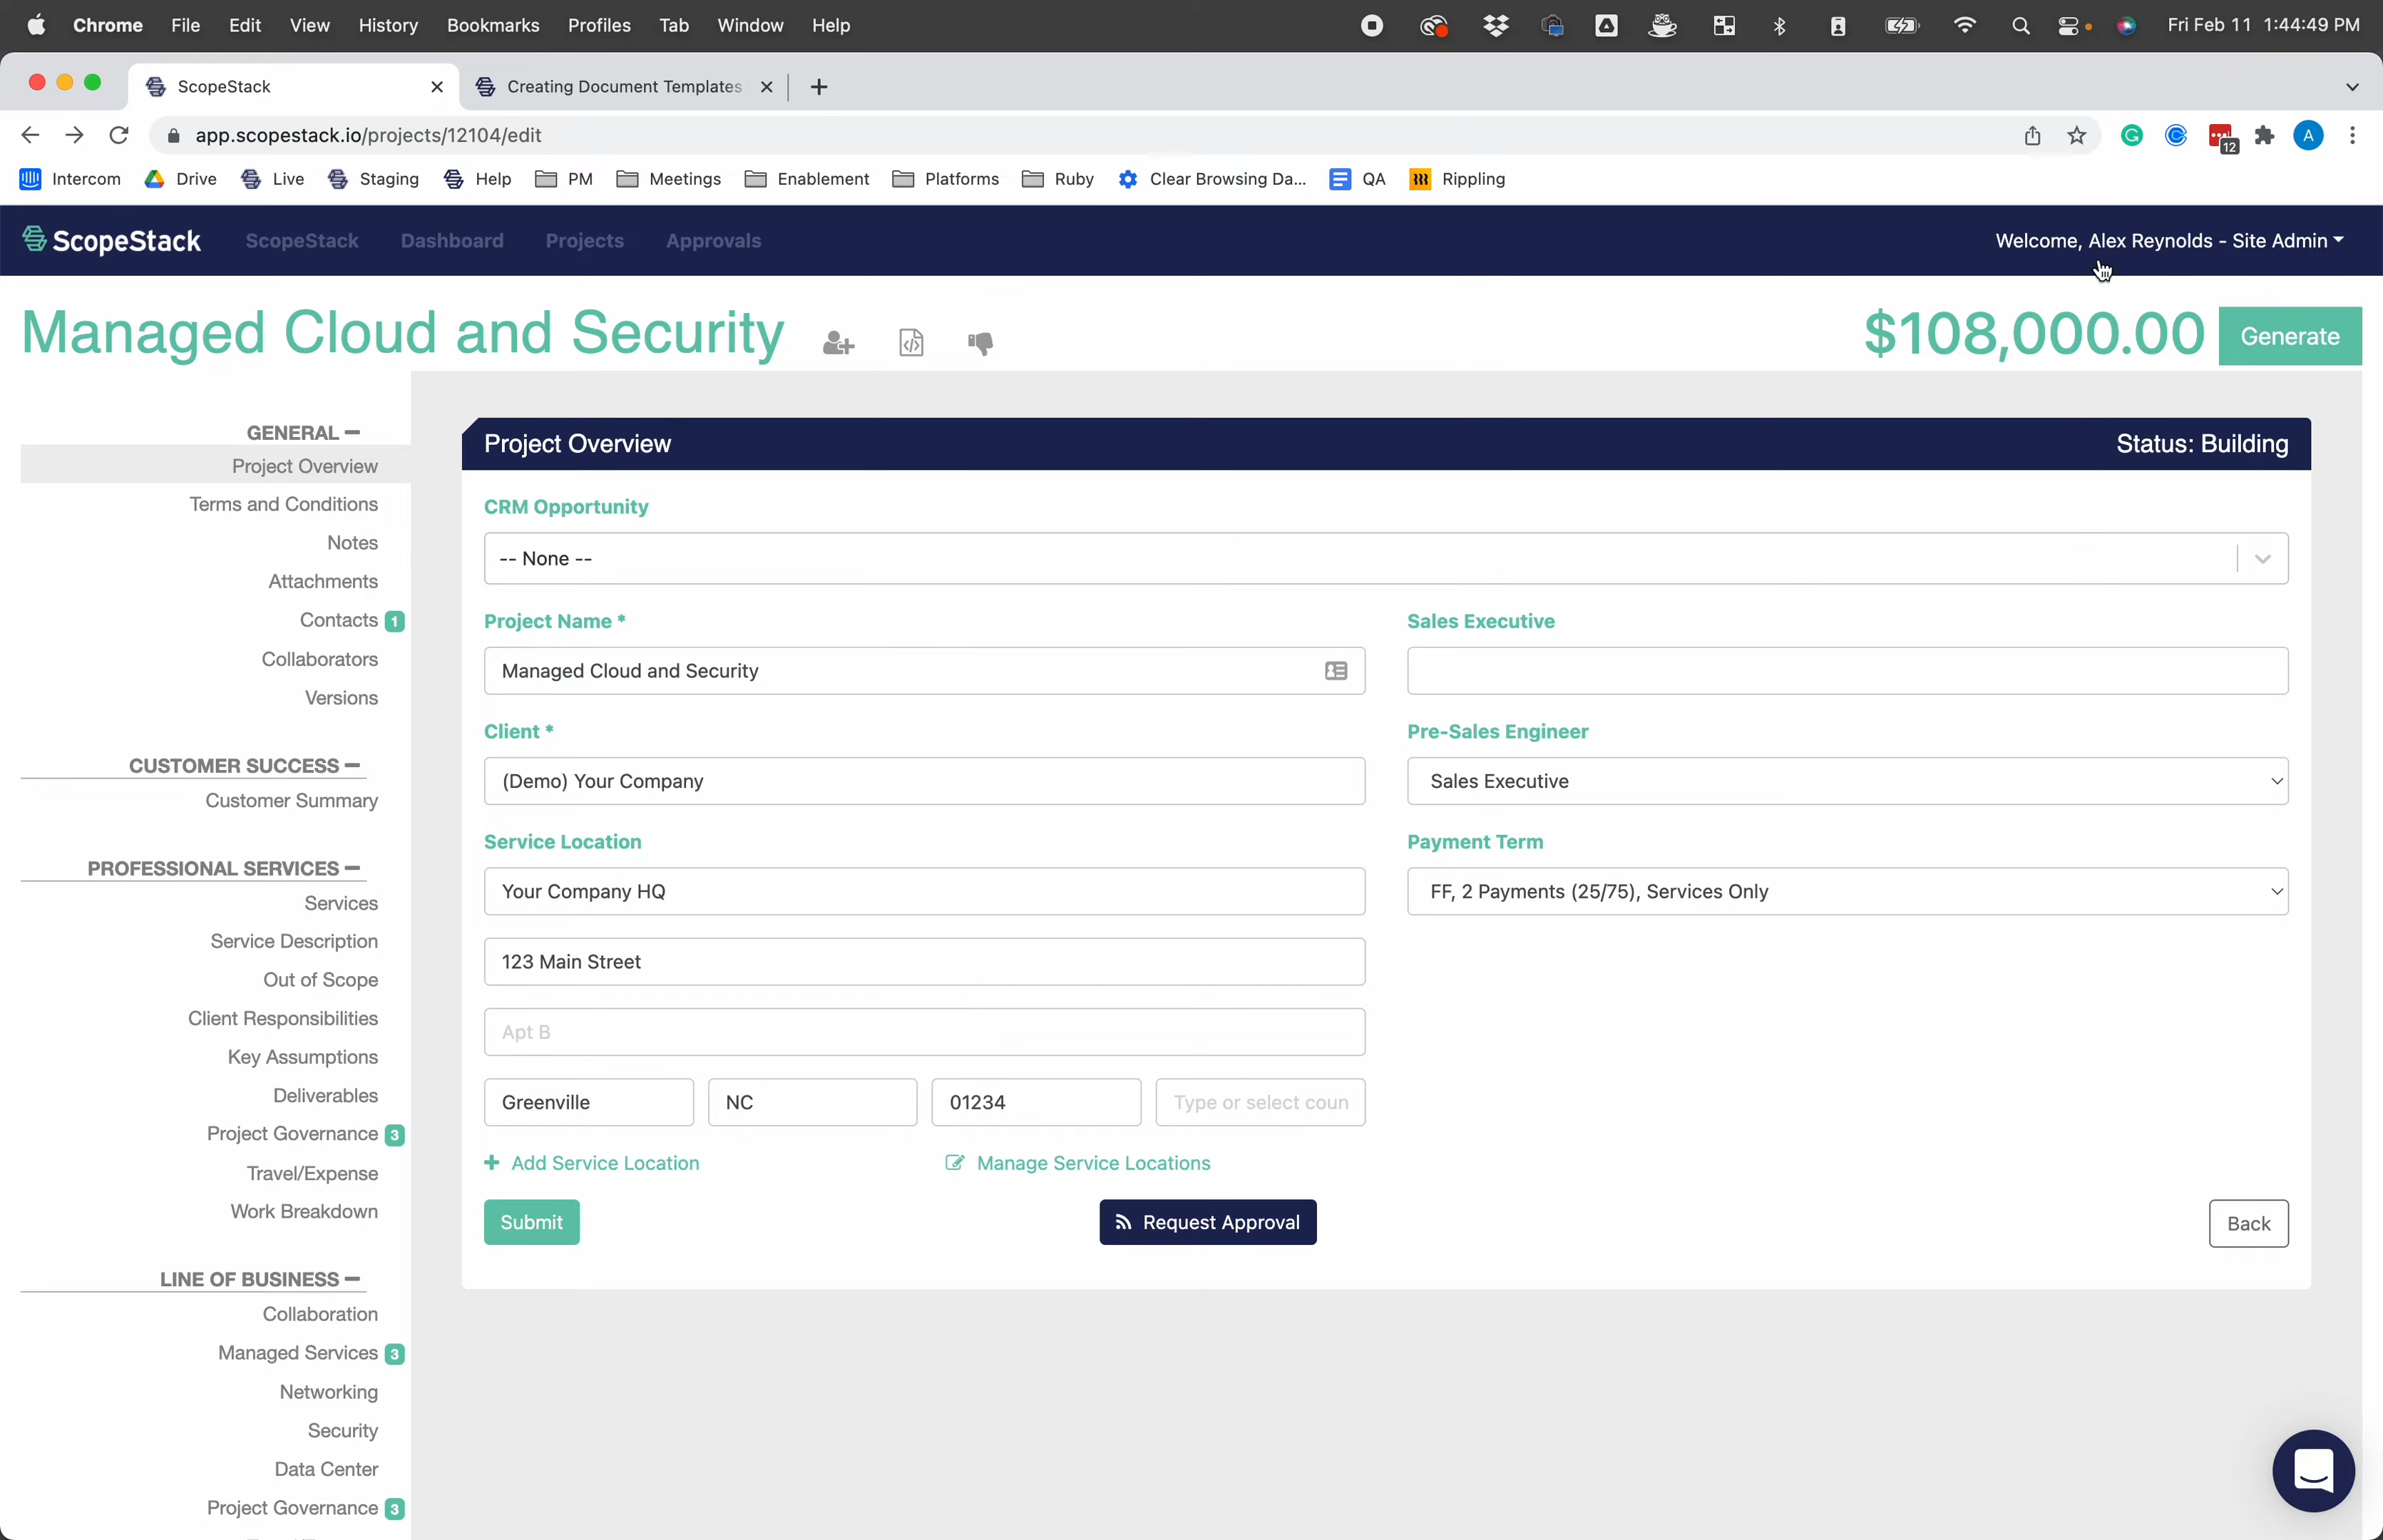 Chrome File Edit View History Bookmarks Profiles Tab Window Help Fri Feb 11 1:44:49 PM
ScopeStack Creating Document Templates
app.scopestack.io/projects/12104/edit A 12
Intercom Drive Live Staging Help PM Meetings Enablement Platforms Ruby Clear Browsing Da... QA Rippling
ScopeStack ScopeStack Dashboard Projects Approvals Welcome, Alex Reynolds - Site Admin
Managed Cloud and Security $108,000.00 Generate
GENERAL
Project Overview
Terms and Conditions
Notes
Attachments
Contacts 1
Collaborators
Versions
CUSTOMER SUCCESS
Customer Summary
PROFESSIONAL SERVICES
Services
Service Description
Out of Scope
Client Responsibilities
Key Assumptions
Deliverables
Project Governance 3
Travel/Expense
Work Breakdown
LINE OF BUSINESS
Collaboration
Managed Services 3
Networking
Security
Data Center
Project Governance 3
Project Overview Status: Building
CRM Opportunity
-- None --
Project Name * Sales Executive
Managed Cloud and Security
Client * Pre-Sales Engineer
(Demo) Your Company Sales Executive
Service Location Payment Term
Your Company HQ FF, 2 Payments (25/75), Services Only
123 Main Street
Apt B
Greenville NC 01234 Type or select coun
Add Service Location Manage Service Locations
Submit Request Approval Back